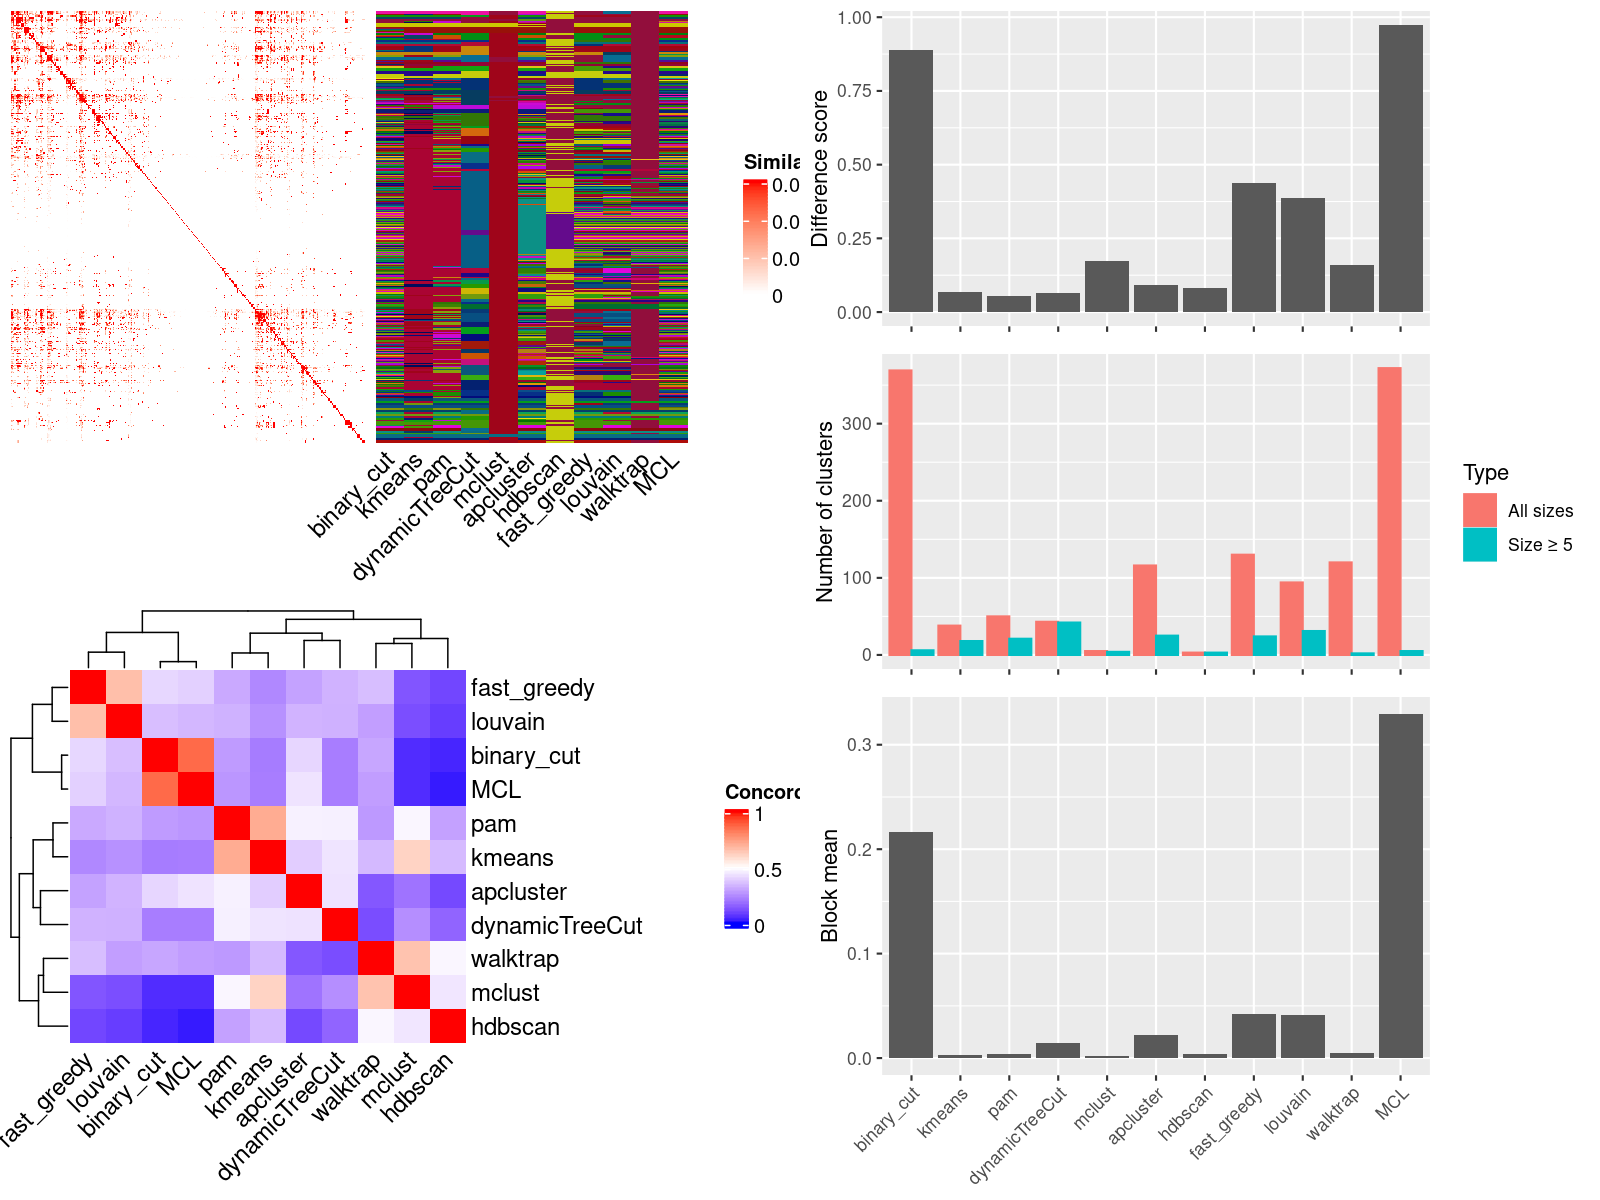 Simila
0.0
0.0
0.0
0
binary_cut
kmeans
pam
dynamicTreeCut
mclust
apcluster
hdbscan
fast_greedy
louvain
walktrap
MCL
fast_greedy
louvain
binary_cut
MCL
pam
kmeans
apcluster
dynamicTreeCut
walktrap
mclust
hdbscan
Concord
1
0.5
0
fast_greedy
louvain
binary_cut
MCL
pam
kmeans
apcluster
dynamicTreeCut
walktrap
mclust
hdbscan
Difference score
1.00
0.75
0.50
0.25
0.00
Number of clusters
300
200
100
0
Type
All sizes
Size ≥ 5
Block mean
0.3
0.2
0.1
0.0
binary_cut
kmeans
pam
dynamicTreeCut
mclust
apcluster
hdbscan
fast_greedy
louvain
walktrap
MCL